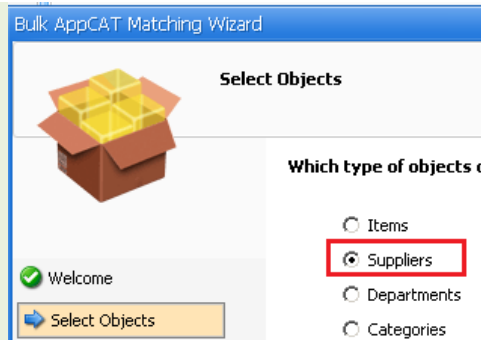 Bulk AppCAT Matching Wizard
Select Objects
Which type of objects
Items
Suppliers
Departments
Categories
Welcome
Select Objects